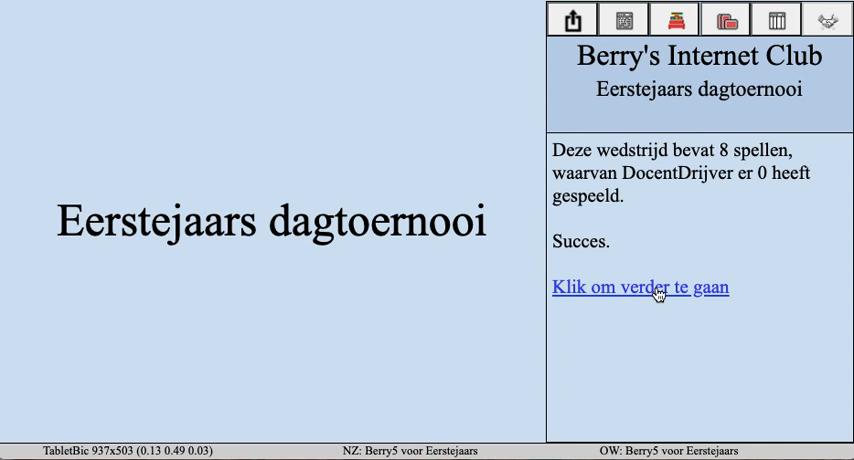 Berry's Internet Club
Eerstejaars dagtoernooi
Deze wedstrijd bevat 8 spellen,
waarvan DocentDrijver er 0 heeft
gespeeld.
Succes.
Klik om verder te gaan
Eerstejaars dagtoernooi
TabletBic 937x503 (0.13 0.49 0.03)
NZ: Berry5 voor Eerstejaars
OW: Berry5 voor Eerstejaars